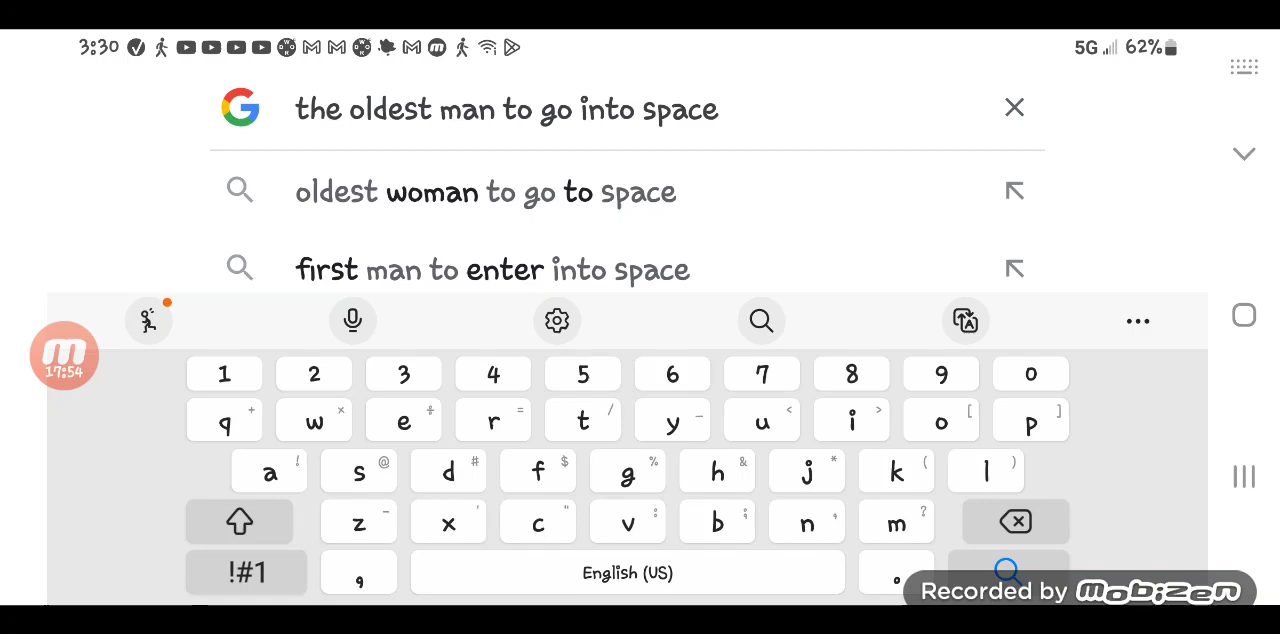 3:30 5G 62%
the oldest man to go into space
oldest woman to go to space
first man to enter into space
17:54
1 2 3 4 5 6 7 8 9 0
q + w × e ÷ r = t / y _ u < i > o [ p ]
a ! s @ d # f $ g % h & j * k ( l )
z - x ' c " v : b ; n , m ?
!#1 , English (US) .
Recorded by mobizen